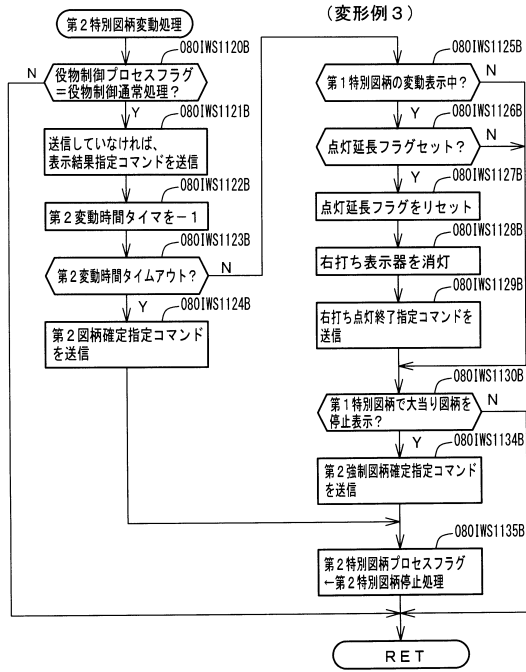 (変形例3)
第2特別図柄変動処理
080IWS1120B
役物制御プロセスフラグ
=役物制御通常処理?
N
Y
080IWS1121B
送信していなければ、
表示結果指定コマンドを送信
080IWS1122B
第2変動時間タイマを−1
080IWS1123B
第2変動時間タイムアウト?
N
Y
080IWS1124B
第2図柄確定指定コマンド
を送信
080IWS1125B
第1特別図柄の変動表示中?
N
Y
080IWS1126B
点灯延長フラグセット?
N
Y
080IWS1127B
点灯延長フラグをリセット
080IWS1128B
右打ち表示器を消灯
080IWS1129B
右打ち点灯終了指定コマンドを
送信
080IWS1130B
第1特別図柄で大当り図柄を
停止表示?
N
Y
080IWS1134B
第2強制図柄確定指定コマンド
を送信
080IWS1135B
第2特別図柄プロセスフラグ
←第2特別図柄停止処理
RET